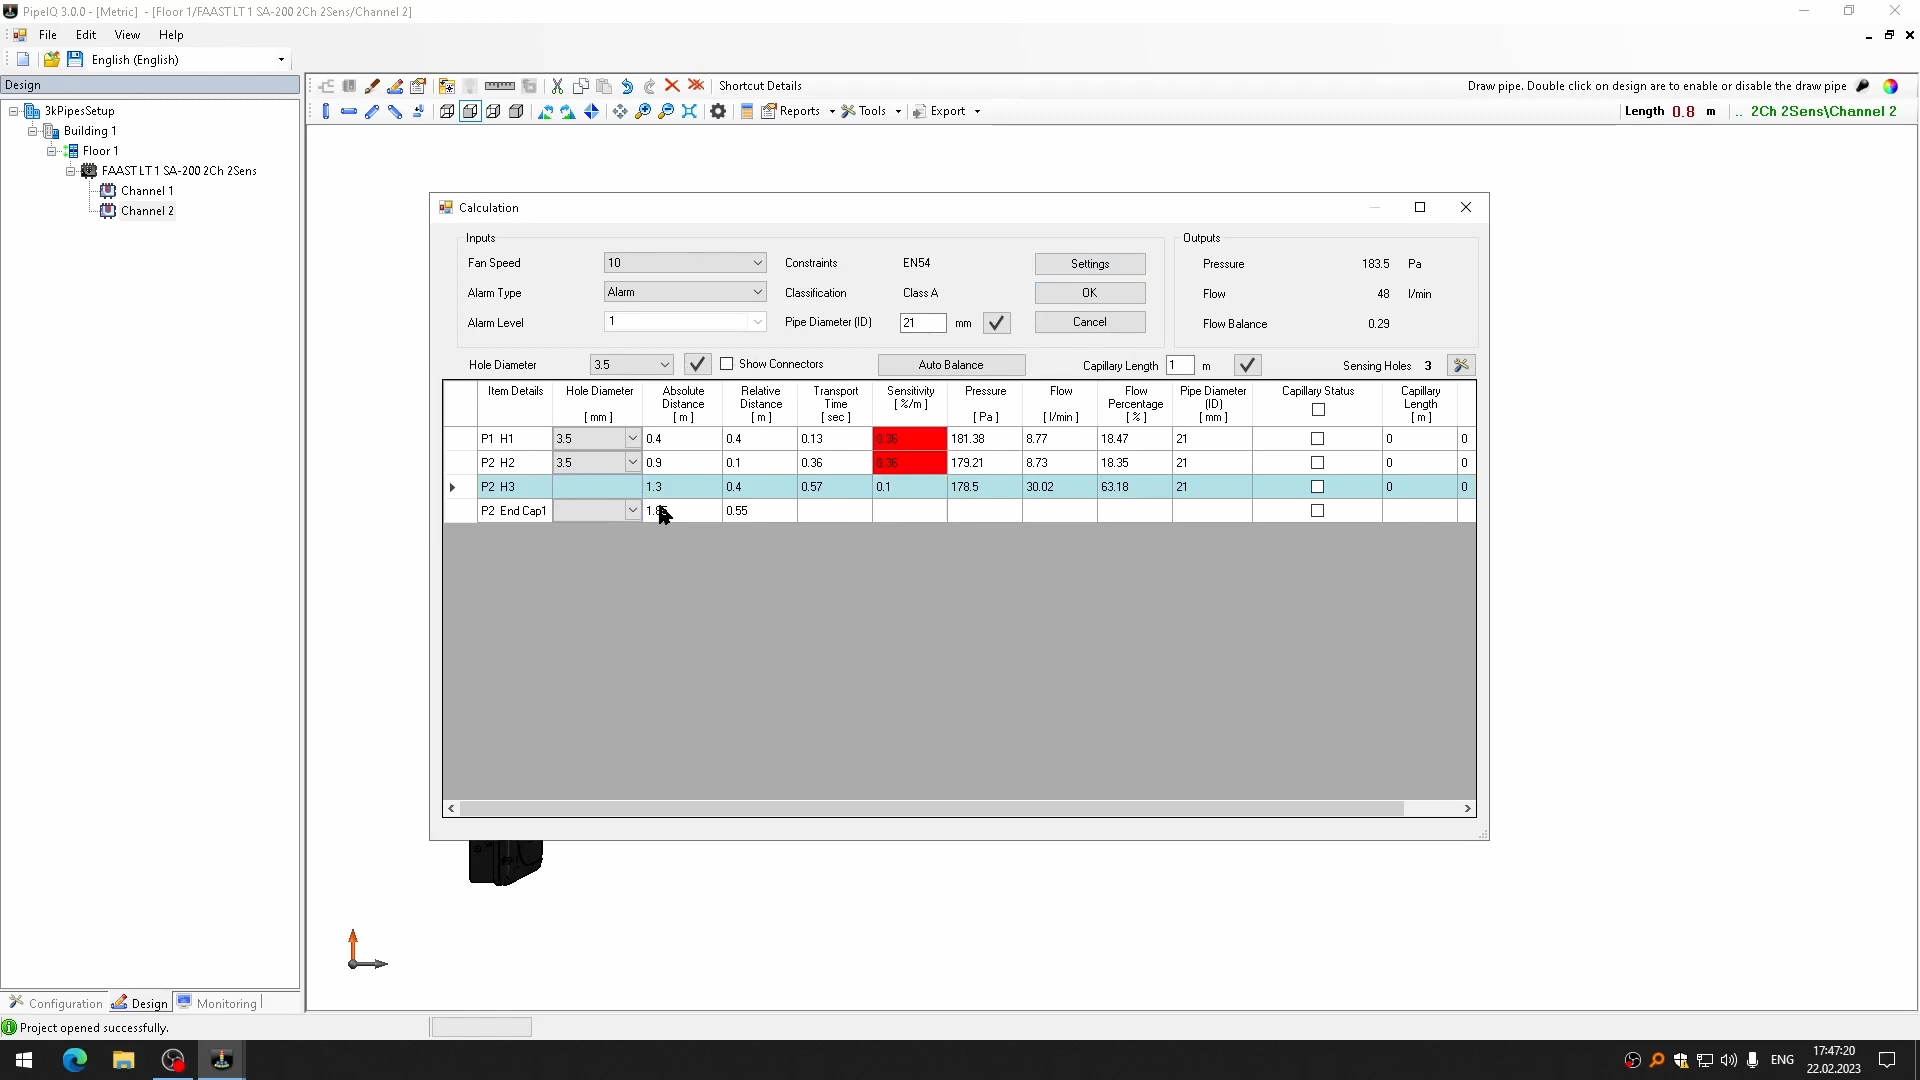 PipeIQ 3.0.0 - [Metric] - [Floor 1/FAAST LT 1 SA-200 2Ch 2Sens/Channel 2]
File Edit View Help
English (English)
Design
Shortcut Details
Draw pipe. Double click on design are to enable or disable the draw pipe
Reports Tools Export
Length 0.8 m .. 2Ch 2Sens\Channel 2
3kPipesSetup
Building 1
Floor 1
FAAST LT 1 SA-200 2Ch 2Sens
Channel 1
Channel 2
Calculation
Inputs
Outputs
Fan Speed 10 Constraints EN54 Settings Pressure 183.5 Pa
Alarm Type Alarm Classification Class A OK Flow 48 l/min
Alarm Level 1 Pipe Diameter (ID) 21 mm Cancel Flow Balance 0.29
Hole Diameter 3.5 Show Connectors Auto Balance Capillary Length 1 m Sensing Holes 3
Item Details Hole Diameter Absolute Relative Transport Sensitivity Pressure Flow Flow Pipe Diameter Capillary Status Capillary
Distance Distance Time [ %/m ] Percentage (ID) Length
[ mm ] [ m ] [ m ] [ sec ] [ Pa ] [ l/min ] [ % ] [ mm ] [ m ]
P1 H1 3.5 0.4 0.4 0.13 0.36 181.38 8.77 18.47 21 0 0
P2 H2 3.5 0.9 0.1 0.36 0.36 179.21 8.73 18.35 21 0 0
P2 H3 1.3 0.4 0.57 0.1 178.5 30.02 63.18 21 0 0
P2 End Cap1 0.55
Configuration Design Monitoring
Project opened successfully.
ENG
17:47:20
22.02.2023